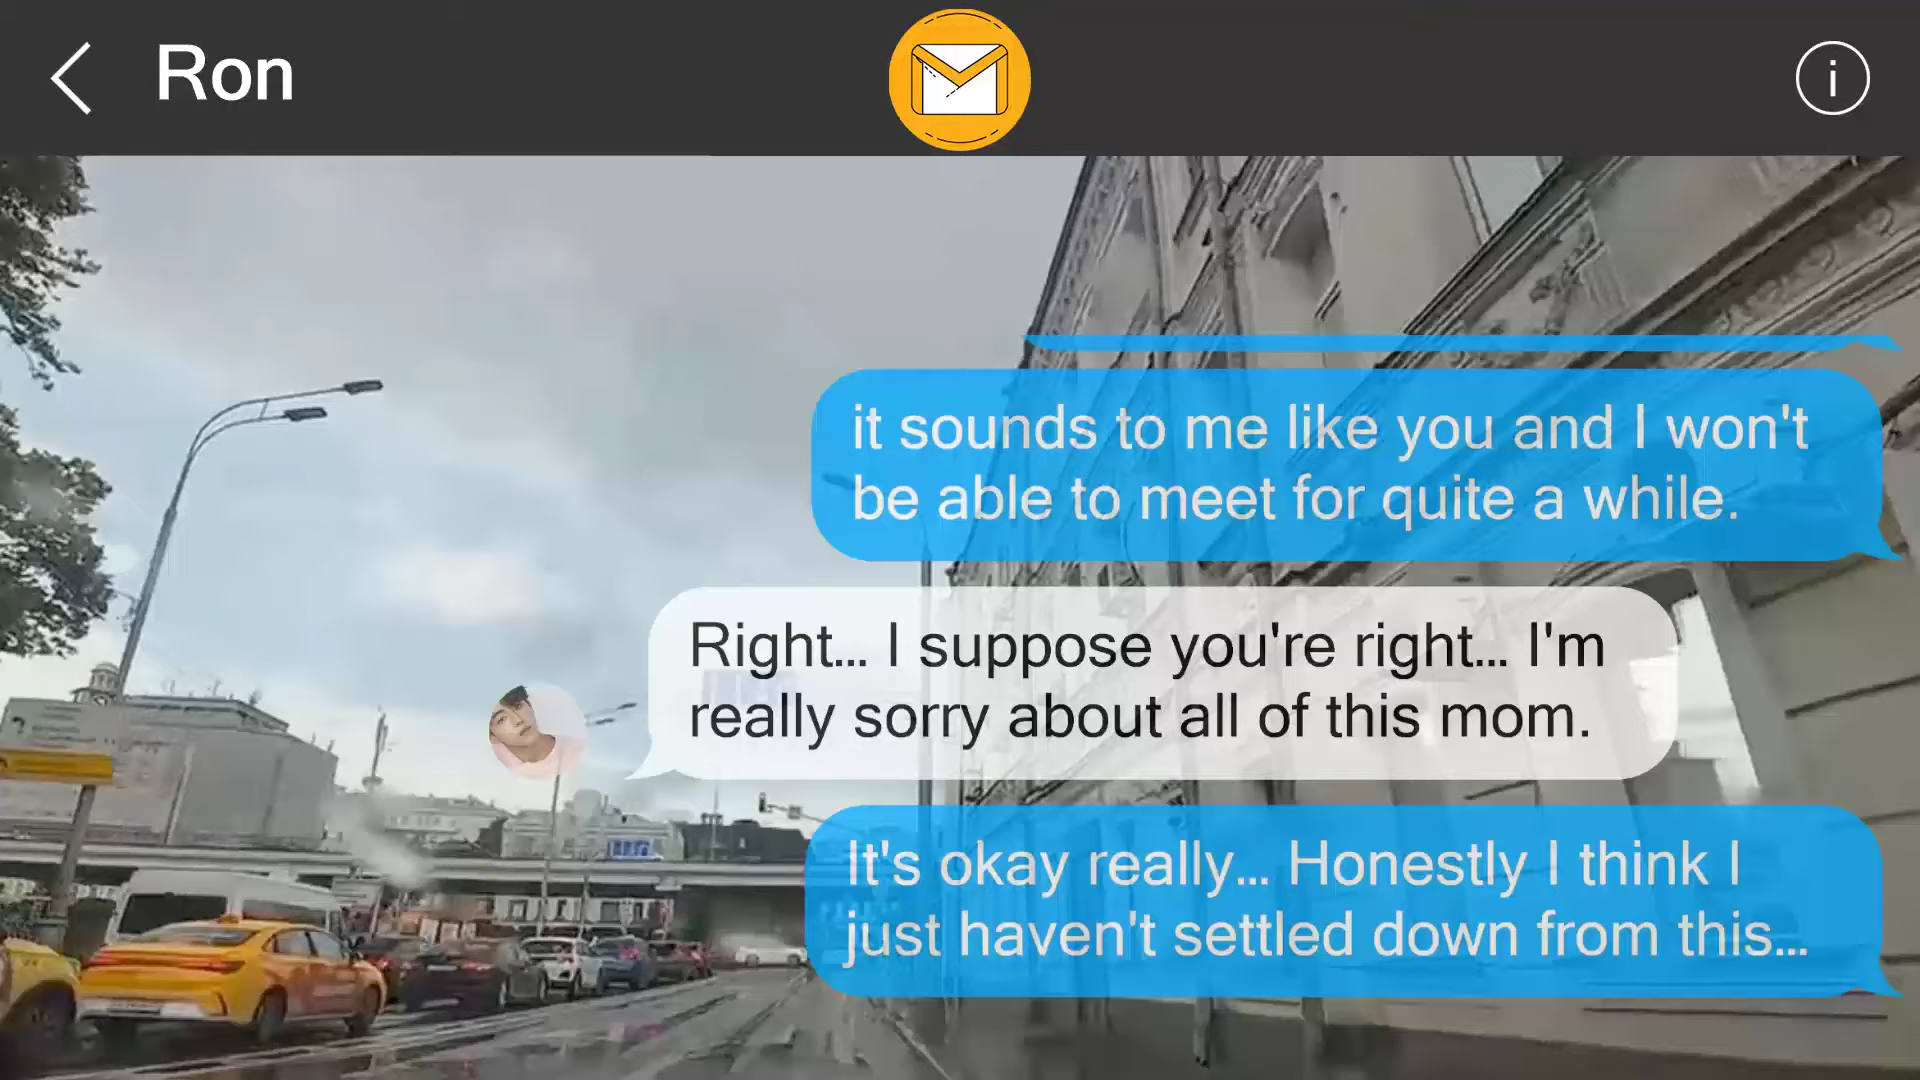 Ron
it sounds to me like you and I won't
be able to meet for quite a while.
Right... I suppose you're right... I'm
really sorry about all of this mom.
It's okay really... Honestly I think I
just haven't settled down from this...